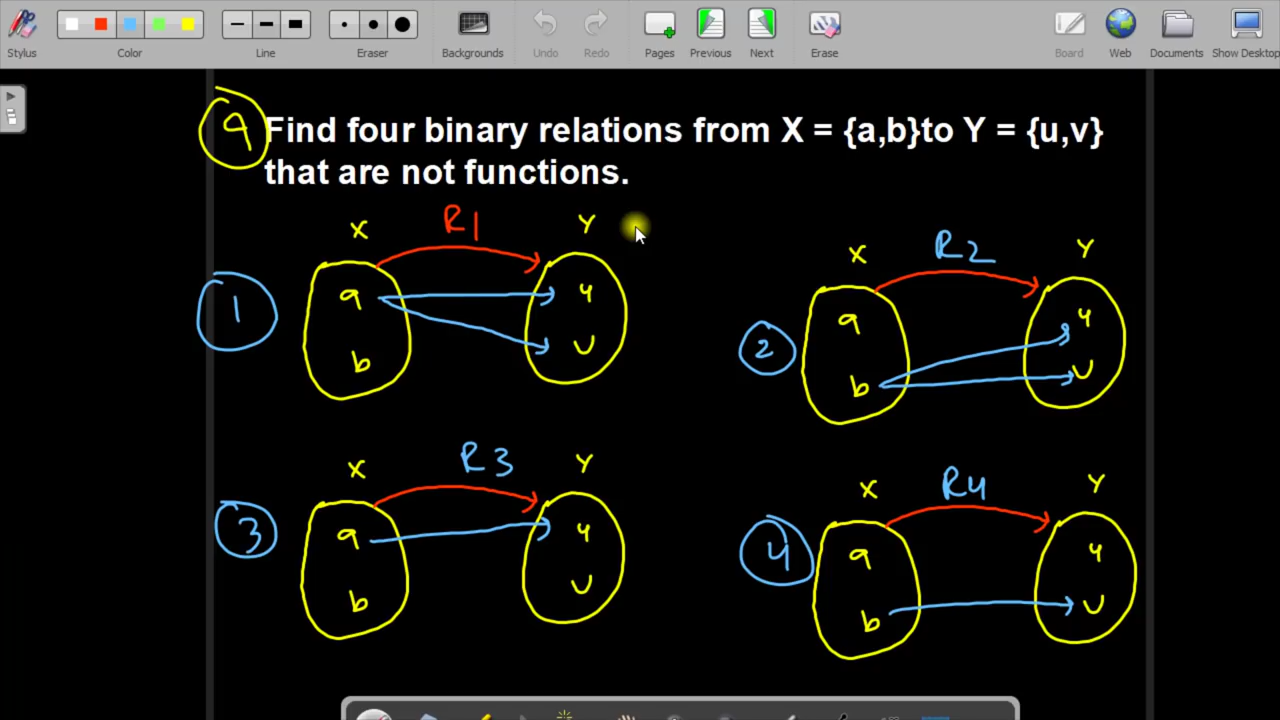 Stylus Color Line Eraser Backgrounds Undo Redo Pages Previous Next Erase Board Web Documents Show Desktop
9 Find four binary relations from X = {a,b}to Y = {u,v}
that are not functions.
X R1 Y
1
a u
b v
X R2 Y
2
a u
b v
X R3 Y
3
a u
b v
X R4 Y
4
a u
b v